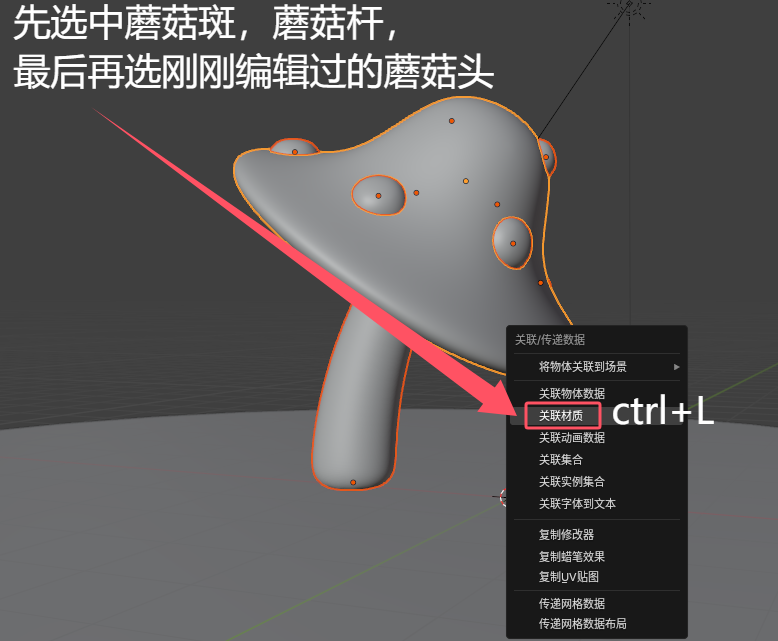 先选中蘑菇斑，蘑菇杆，
最后再选刚刚编辑过的蘑菇头
关联/传递数据
将物体关联到场景
关联物体数据
关联材质
ctrl+L
关联动画数据
关联集合
关联实例集合
关联字体到文本
复制修改器
复制蜡笔效果
复制UV贴图
传递网格数据
传递网格数据布局